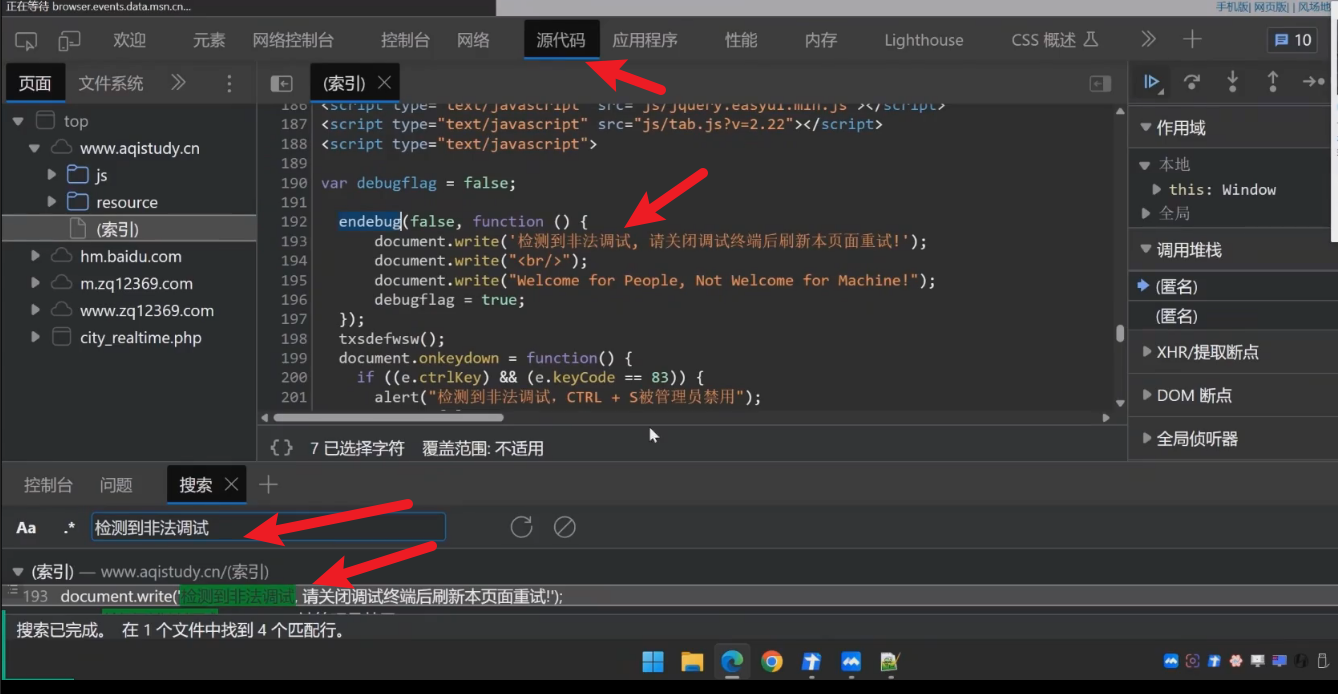 正在等待 browser.events.data.msn.cn...
手机版| 网页版| | 风场地
欢迎 元素 网络控制台 控制台 网络 源代码 应用程序 性能 内存 Lighthouse CSS 概述 10
页面 文件系统 (索引)
186 <script type="text/javascript" src="js/jquery.easyui.min.js"></script>
187 <script type="text/javascript" src="js/tab.js?v=2.22"></script>
188 <script type="text/javascript">
189
190 var debugflag = false;
191
192 endebug(false, function () {
193 document.write('检测到非法调试, 请关闭调试终端后刷新本页面重试!');
194 document.write("<br/>");
195 document.write("Welcome for People, Not Welcome for Machine!");
196 debugflag = true;
197 });
198 txsdefwsw();
199 document.onkeydown = function() {
200 if ((e.ctrlKey) && (e.keyCode == 83)) {
201 alert("检测到非法调试，CTRL + S被管理员禁用");
top
www.aqistudy.cn
js
resource
(索引)
hm.baidu.com
m.zq12369.com
www.zq12369.com
city_realtime.php
作用域
本地
this: Window
全局
调用堆栈
(匿名)
(匿名)
XHR/提取断点
DOM 断点
全局侦听器
{} 7 已选择字符 覆盖范围: 不适用
控制台 问题 搜索
Aa .* 检测到非法调试
(索引) — www.aqistudy.cn/(索引)
193 document.write('检测到非法调试, 请关闭调试终端后刷新本页面重试!');
搜索已完成。 在 1 个文件中找到 4 个匹配行。